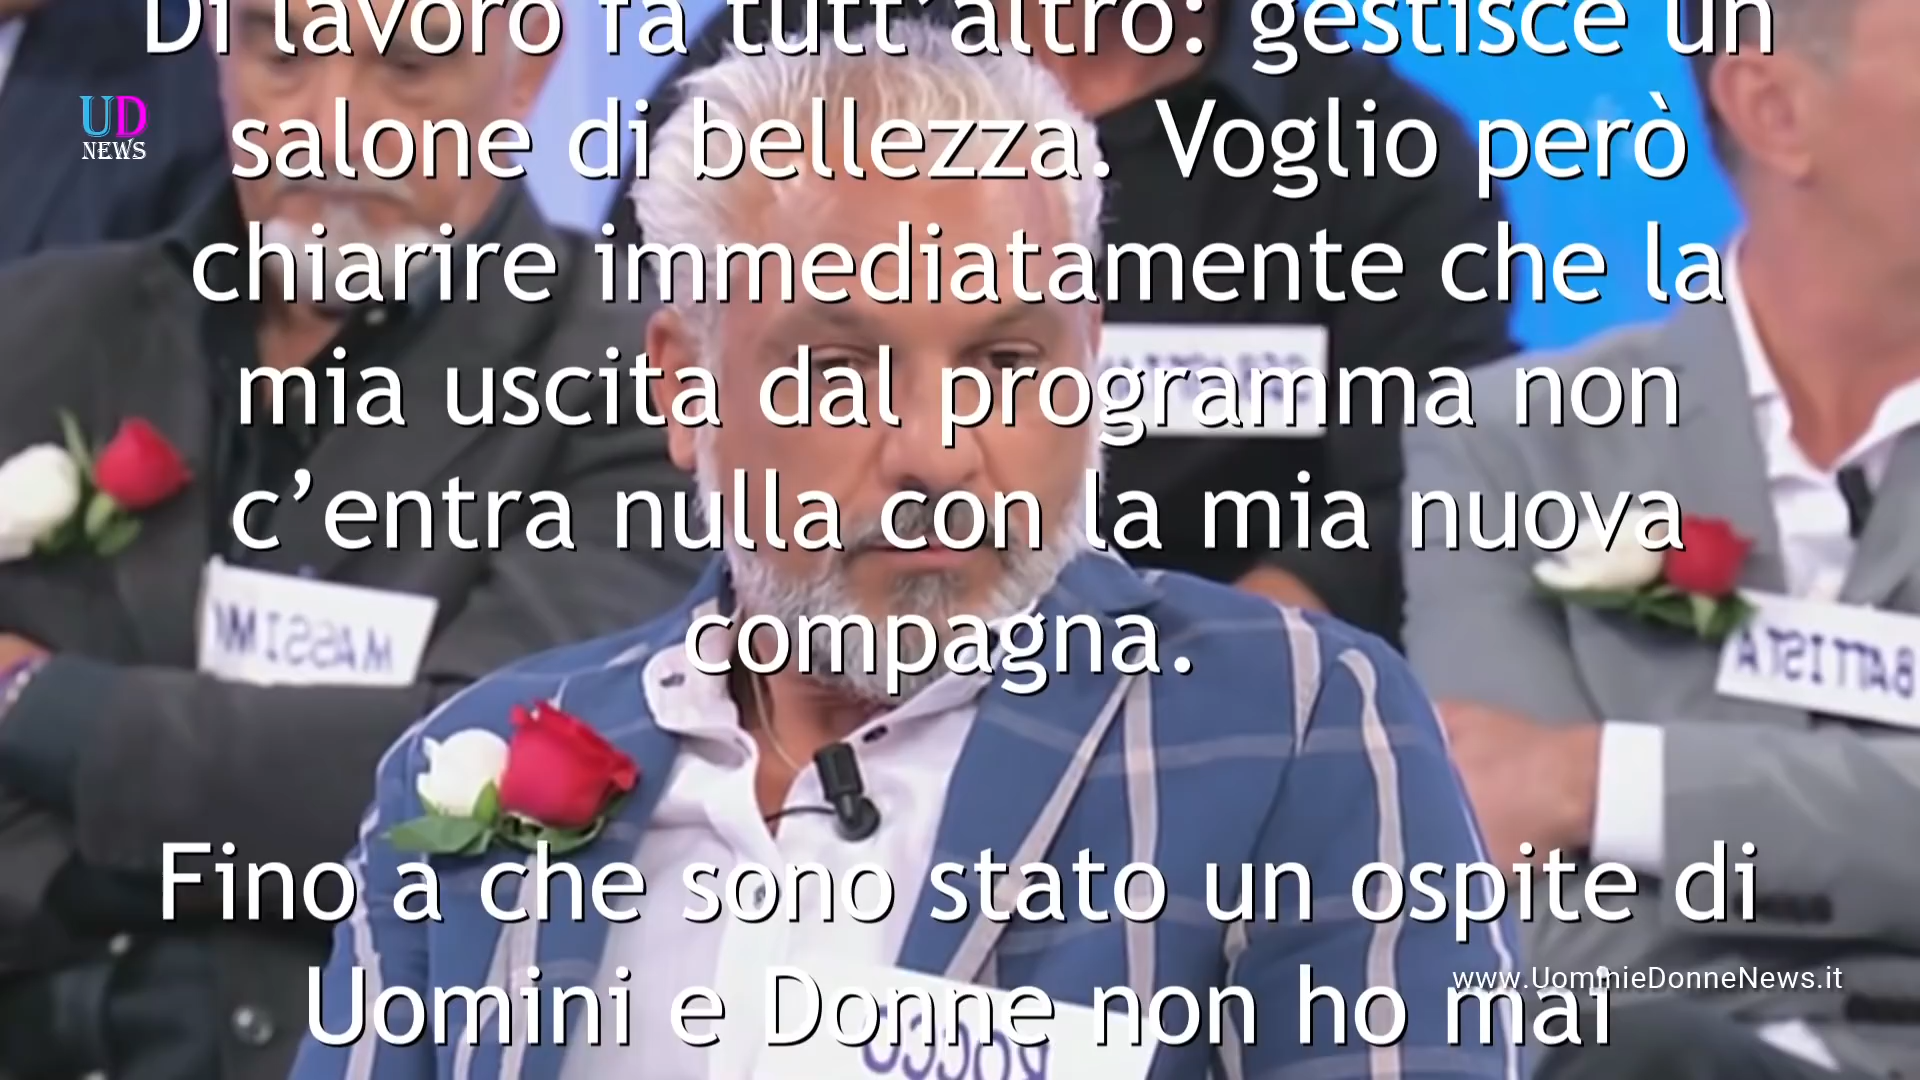 Di lavoro fa tutt’altro: gestisce un
UD
NEWS
salone di bellezza. Voglio però
chiarire immediatamente che la
mia uscita dal programma non
c’entra nulla con la mia nuova
compagna.
MASSIMO
BATTISTA
Fino a che sono stato un ospite di
www.UominieDonneNews.it
Uomini e Donne non ho mai
ROCCO